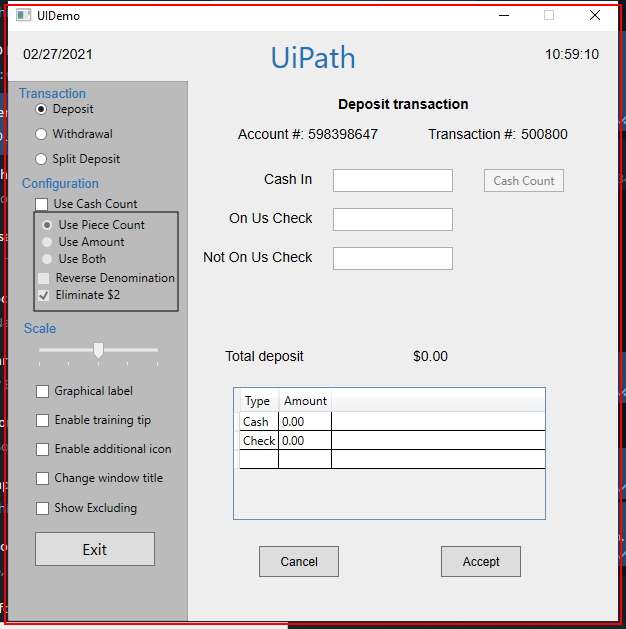 UIDemo
02/27/2021
UiPath
10:59:10
Transaction
Deposit
Withdrawal
Split Deposit
Configuration
Use Cash Count
Use Piece Count
Use Amount
Use Both
Reverse Denomination
Eliminate $2
Scale
Graphical label
Enable training tip
Enable additional icon
Change window title
Show Excluding
Exit
Deposit transaction
Account #: 598398647 Transaction #: 500800
Cash In
Cash Count
On Us Check
Not On Us Check
Total deposit $0.00
Type Amount
Cash 0.00
Check 0.00
Cancel Accept